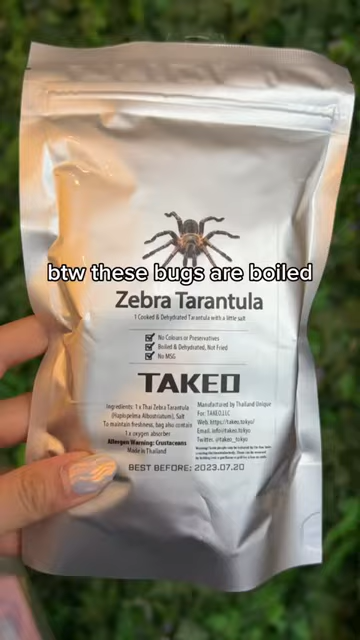 btw these bugs are boiled
Zebra Tarantula
1 Cooked & Dehydrated Tarantula with a little salt
No Colours or Preservatives
Boiled & Dehydrated, Not Fried
No MSG
TAKEO
Ingredients: 1 x Thai Zebra Tarantula
(Haplopelma Albostriatum), Salt
To maintain freshness, bag also contain
1 x oxygen absorber
Allergen Warning: Crustaceans
Made in Thailand
Manufactured by Thailand Unique
For: TAKEO,LLC
Web. https://takeo.tokyo/
Email. info@takeo.tokyo
Twitter. @takeo_tokyo
BEST BEFORE: 2023.07.20